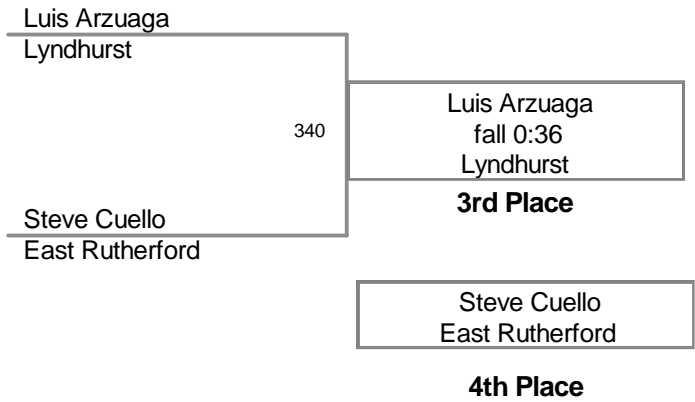 Luis Arzuaga
Lyndhurst
340
Luis Arzuaga
fall 0:36
Lyndhurst
3rd Place
Steve Cuello
East Rutherford
Steve Cuello
East Rutherford
4th Place